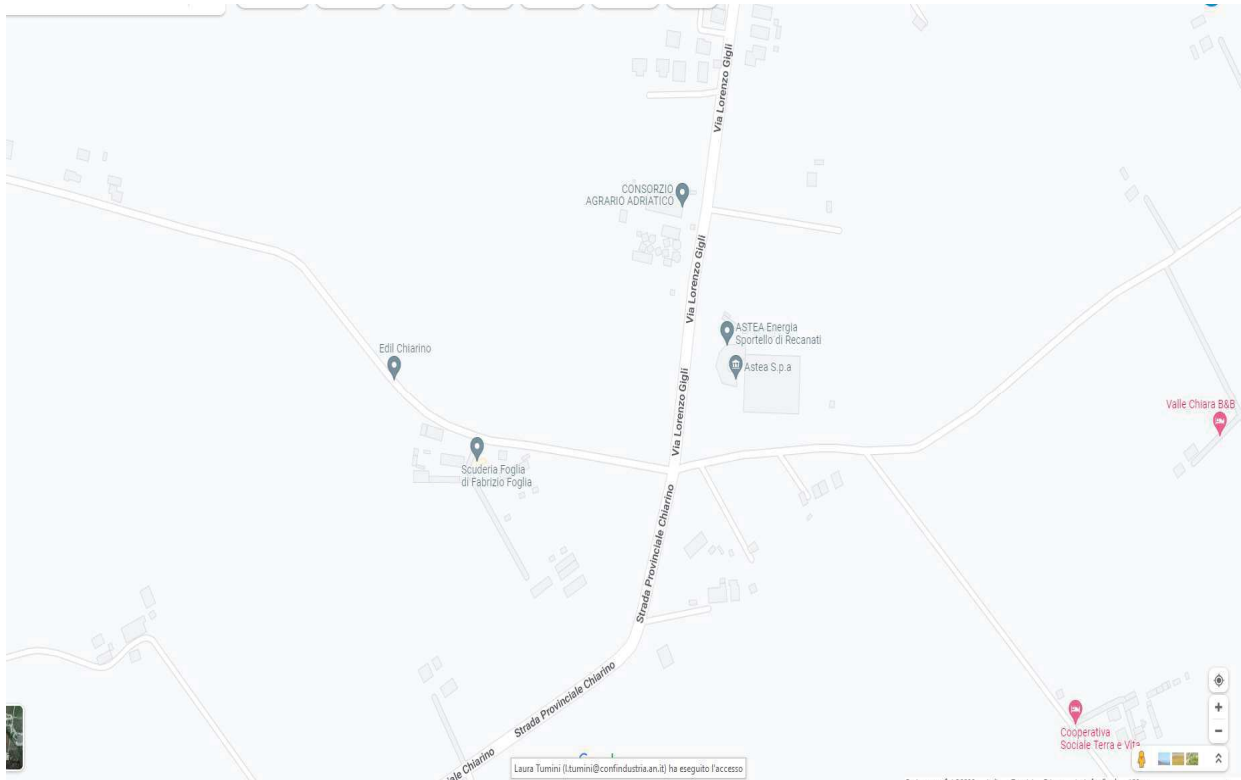 Via Lorenzo Gigli
CONSORZIO
AGRARIO ADRIATICO
Via Lorenzo Gigli
ASTEA Energia
Sportello di Recanati
Edil Chiarino
Astea S.p.a
Via Lorenzo Gigli
Valle Chiara B&B
Scuderia Foglia
di Fabrizio Foglia
Strada Provinciale Chiarino
Strada Provinciale Chiarino
Cooperativa
Sociale Terra e Vita
Chiarino
Laura Tumini (l.tumini@confindustria.an.it) ha eseguito l'accesso